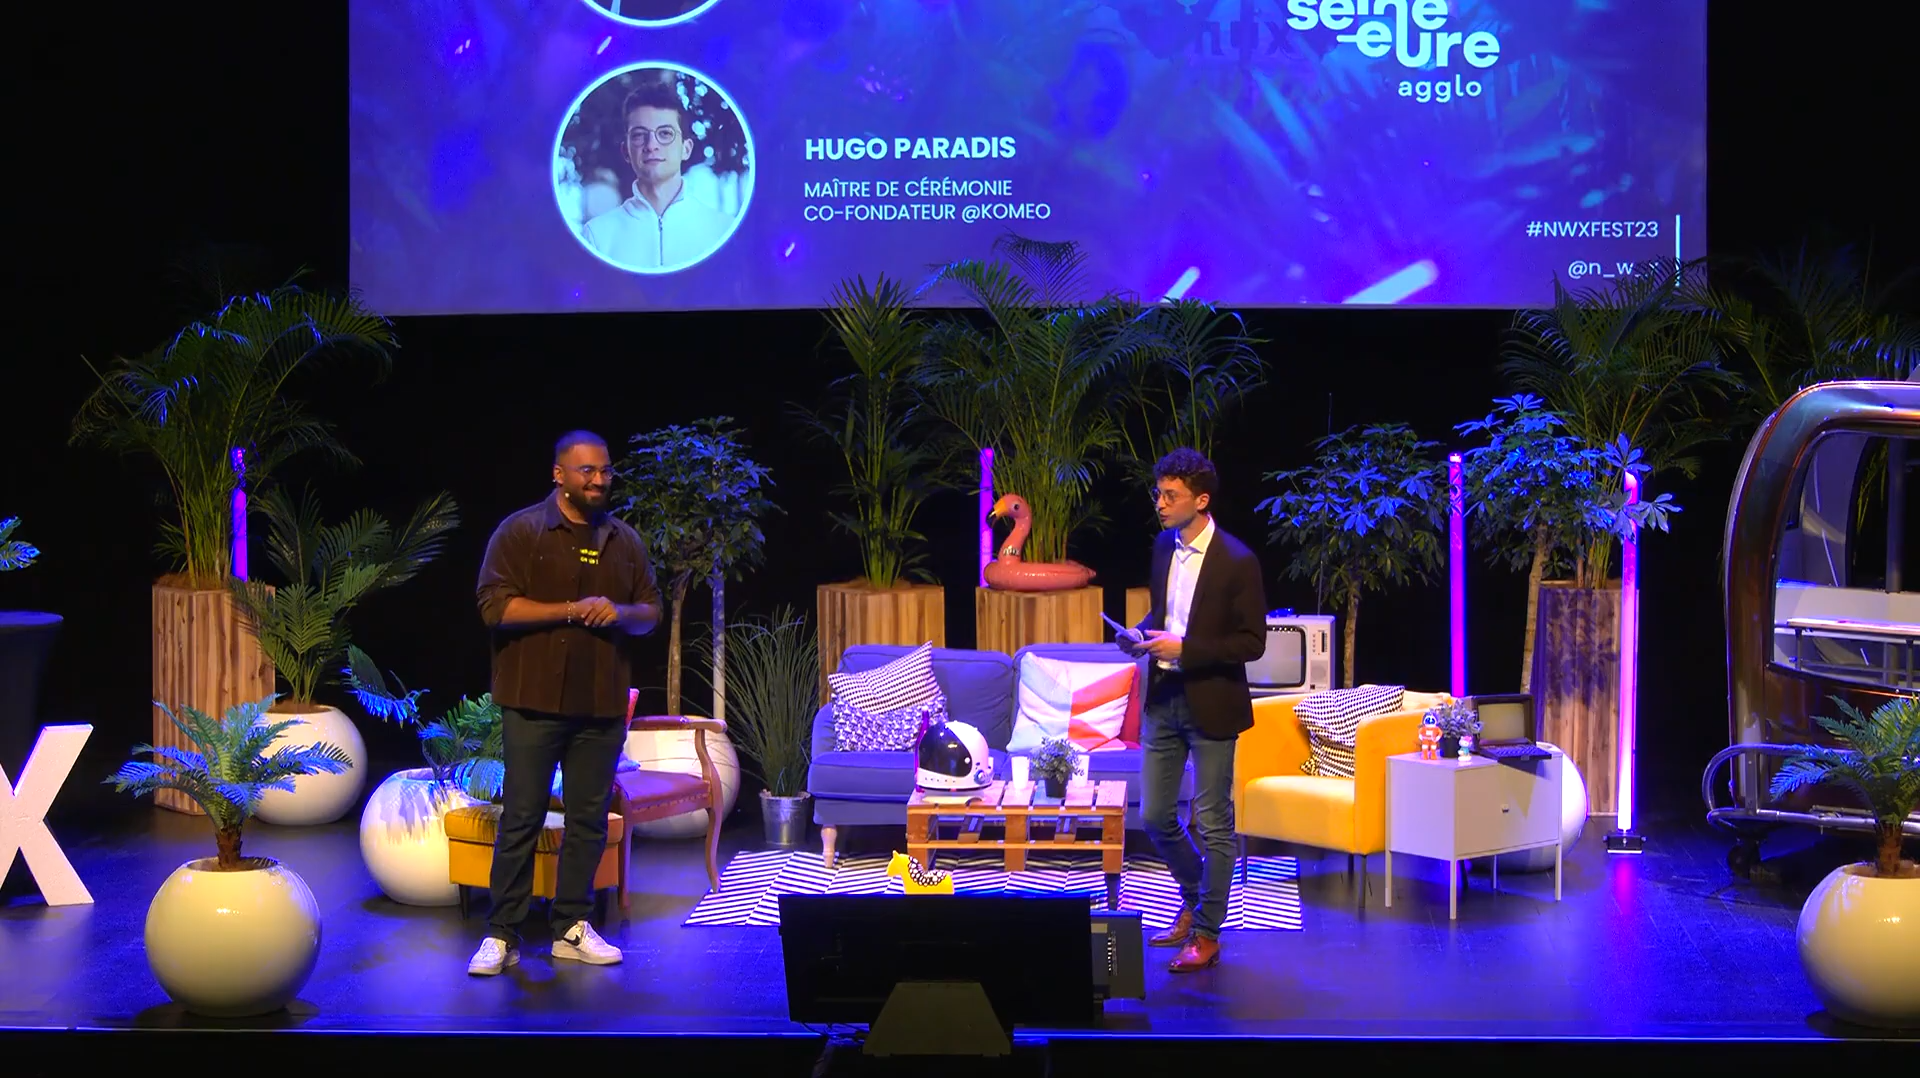 seine
-eure
agglo
HUGO PARADIS
MAÎTRE DE CÉRÉMONIE
CO-FONDATEUR @KOMEO
#NWXFEST23
X